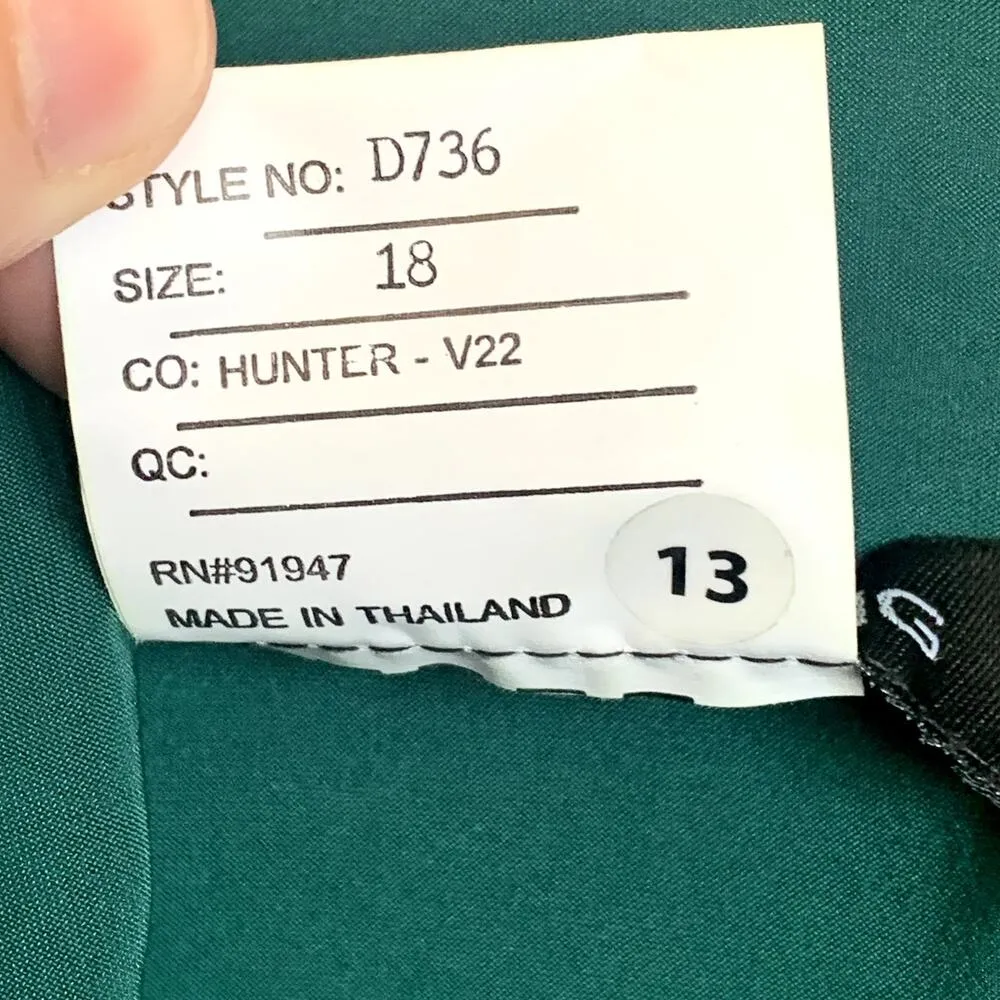 STYLE NO: D736
SIZE: 18
CO: HUNTER - V22
QC:
RN#91947
MADE IN THAILAND
13